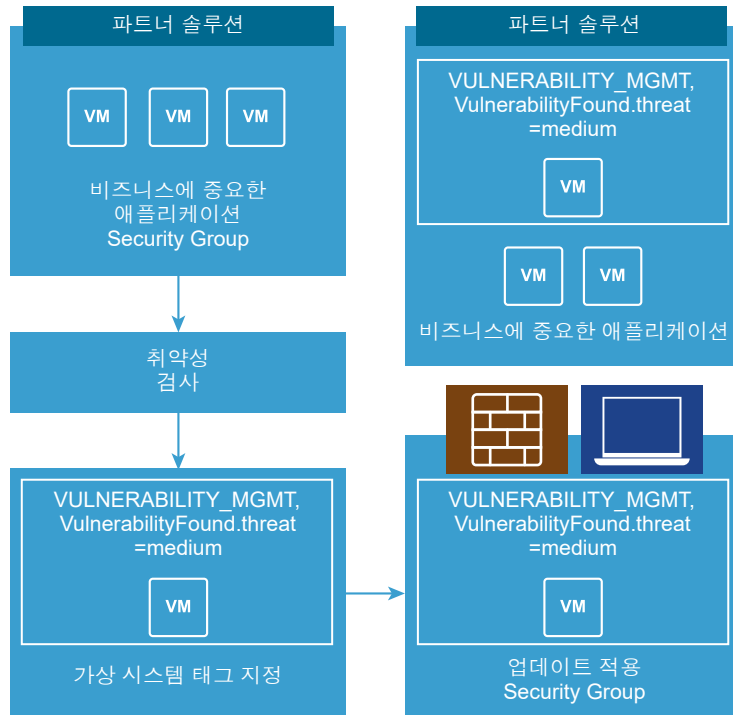 파트너 솔루션
VM VM VM
비즈니스에 중요한
애플리케이션
Security Group
취약성
검사
VULNERABILITY_MGMT,
VulnerabilityFound.threat
=medium
VM
가상 시스템 태그 지정
파트너 솔루션
VULNERABILITY_MGMT,
VulnerabilityFound.threat
=medium
VM
VM VM
비즈니스에 중요한 애플리케이션
VULNERABILITY_MGMT,
VulnerabilityFound.threat
=medium
VM
업데이트 적용
Security Group